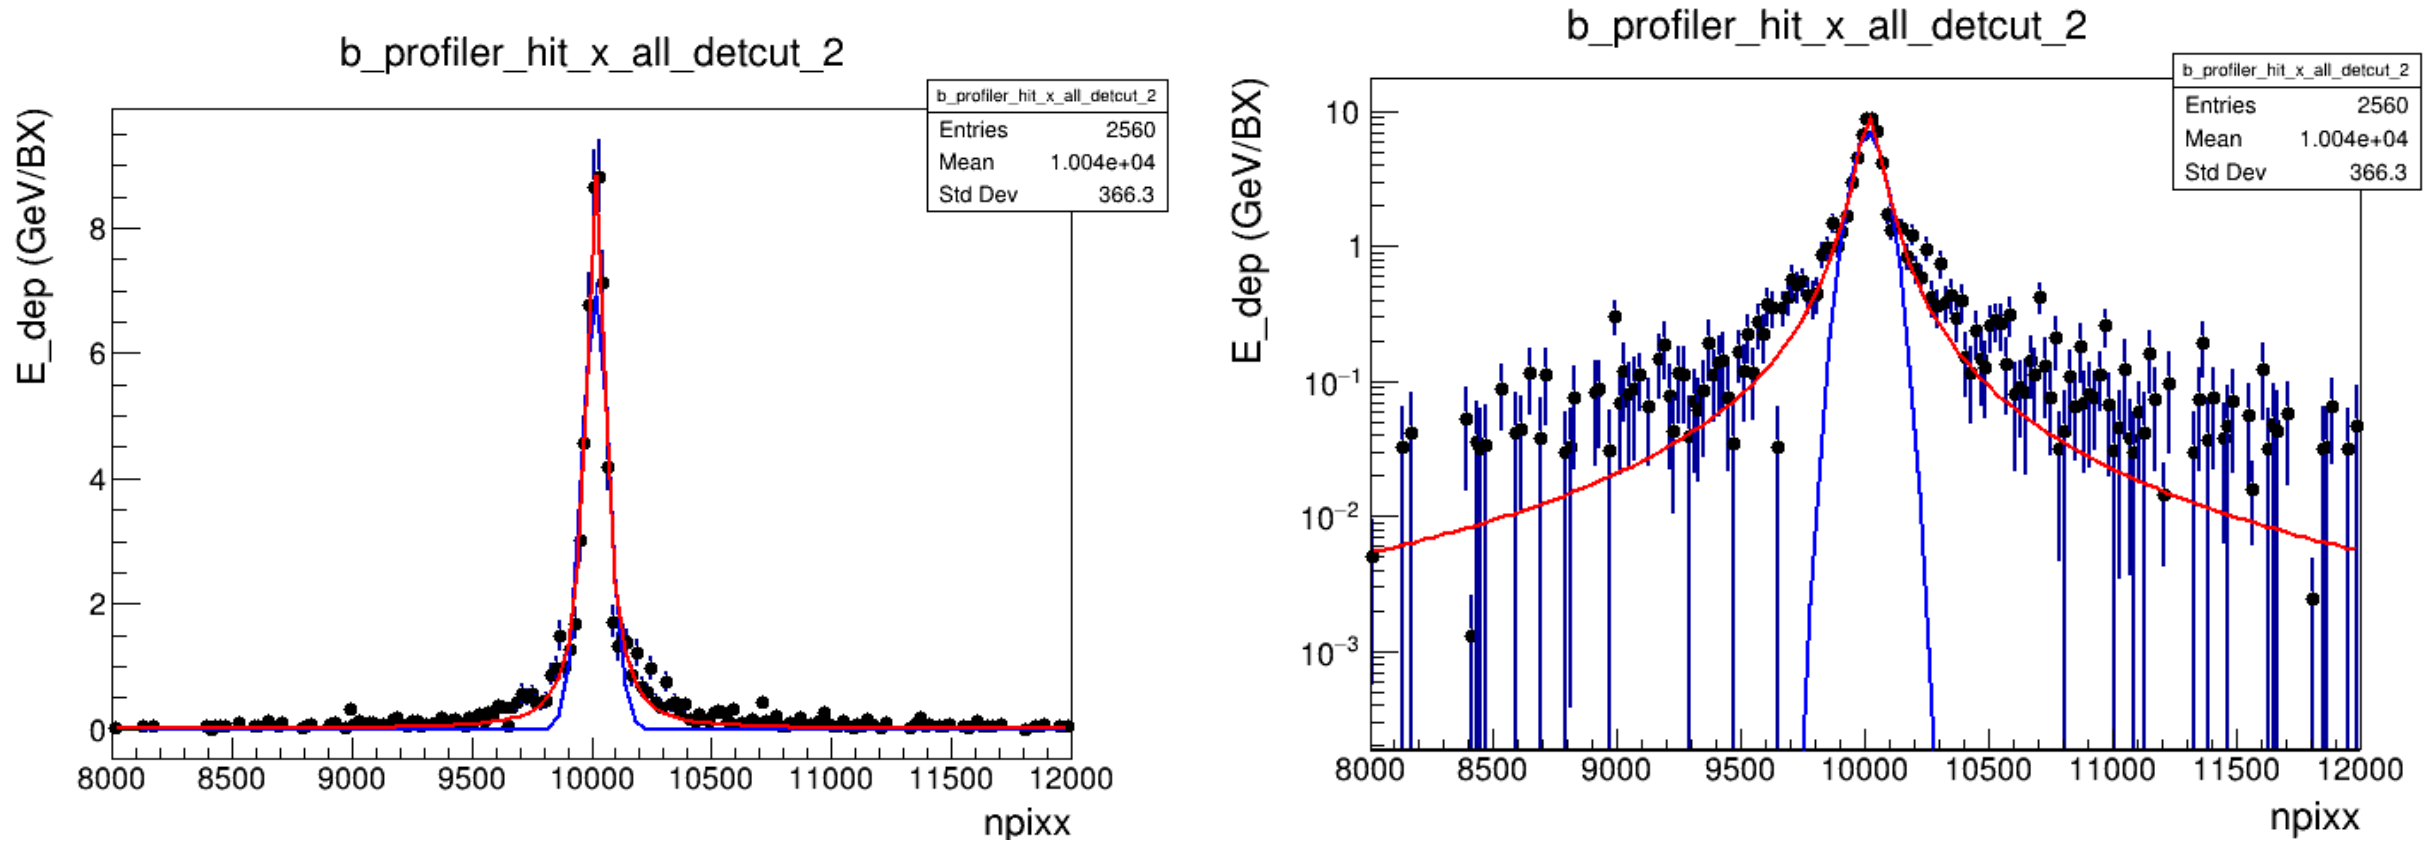 b_profiler_hit_x_all_detcut_2
b_profiler_hit_x_all_detcut_2
Entries 2560
Mean 1.004e+04
Std Dev 366.3
E_dep (GeV/BX)
8
6
4
2
0
8000 8500 9000 9500 10000 10500 11000 11500 12000
npixx
b_profiler_hit_x_all_detcut_2
b_profiler_hit_x_all_detcut_2
Entries 2560
Mean 1.004e+04
Std Dev 366.3
E_dep (GeV/BX)
10
1
10⁻¹
10⁻²
10⁻³
8000 8500 9000 9500 10000 10500 11000 11500 12000
npixx